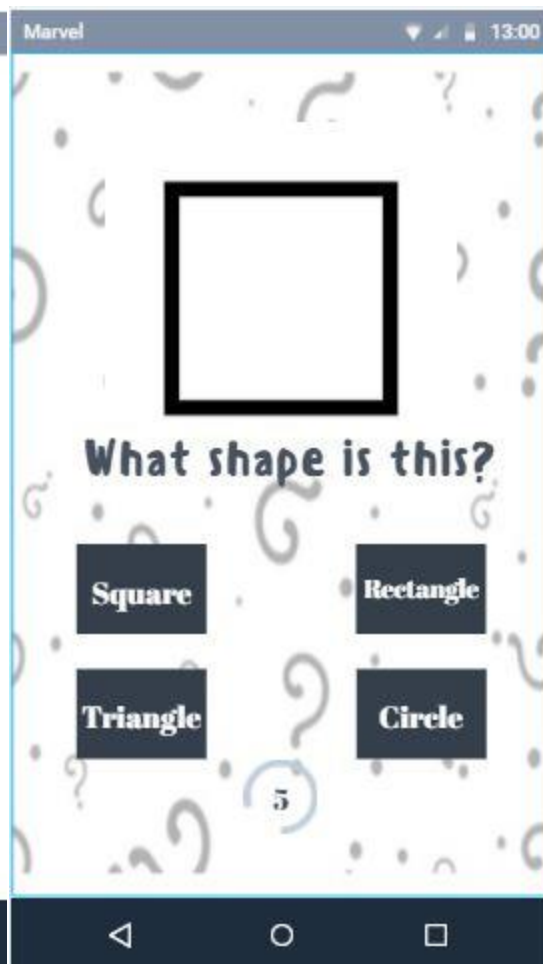 Marvel 13:00
What shape is this?
Square Rectangle
Triangle Circle
5